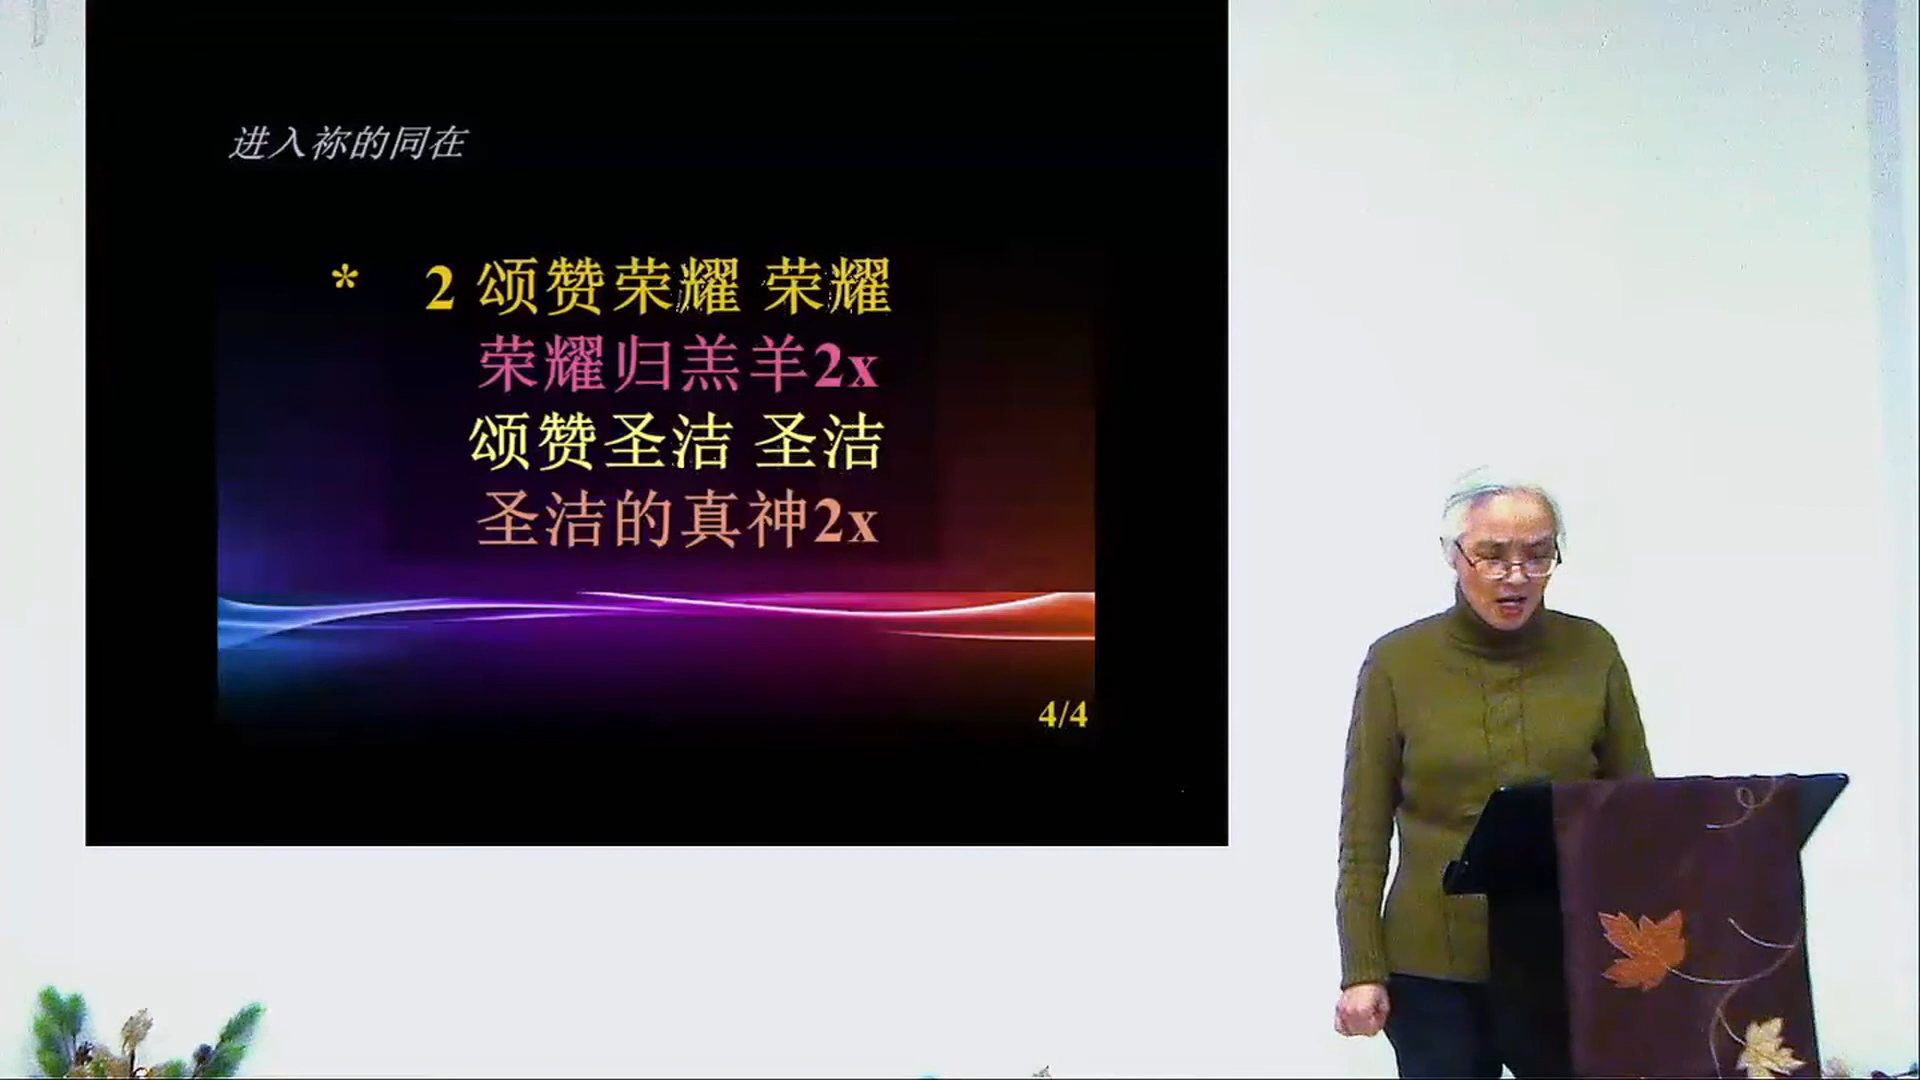 进入祢的同在
* 2 颂赞荣耀 荣耀
荣耀归羔羊2x
颂赞圣洁 圣洁
圣洁的真神2x
4/4